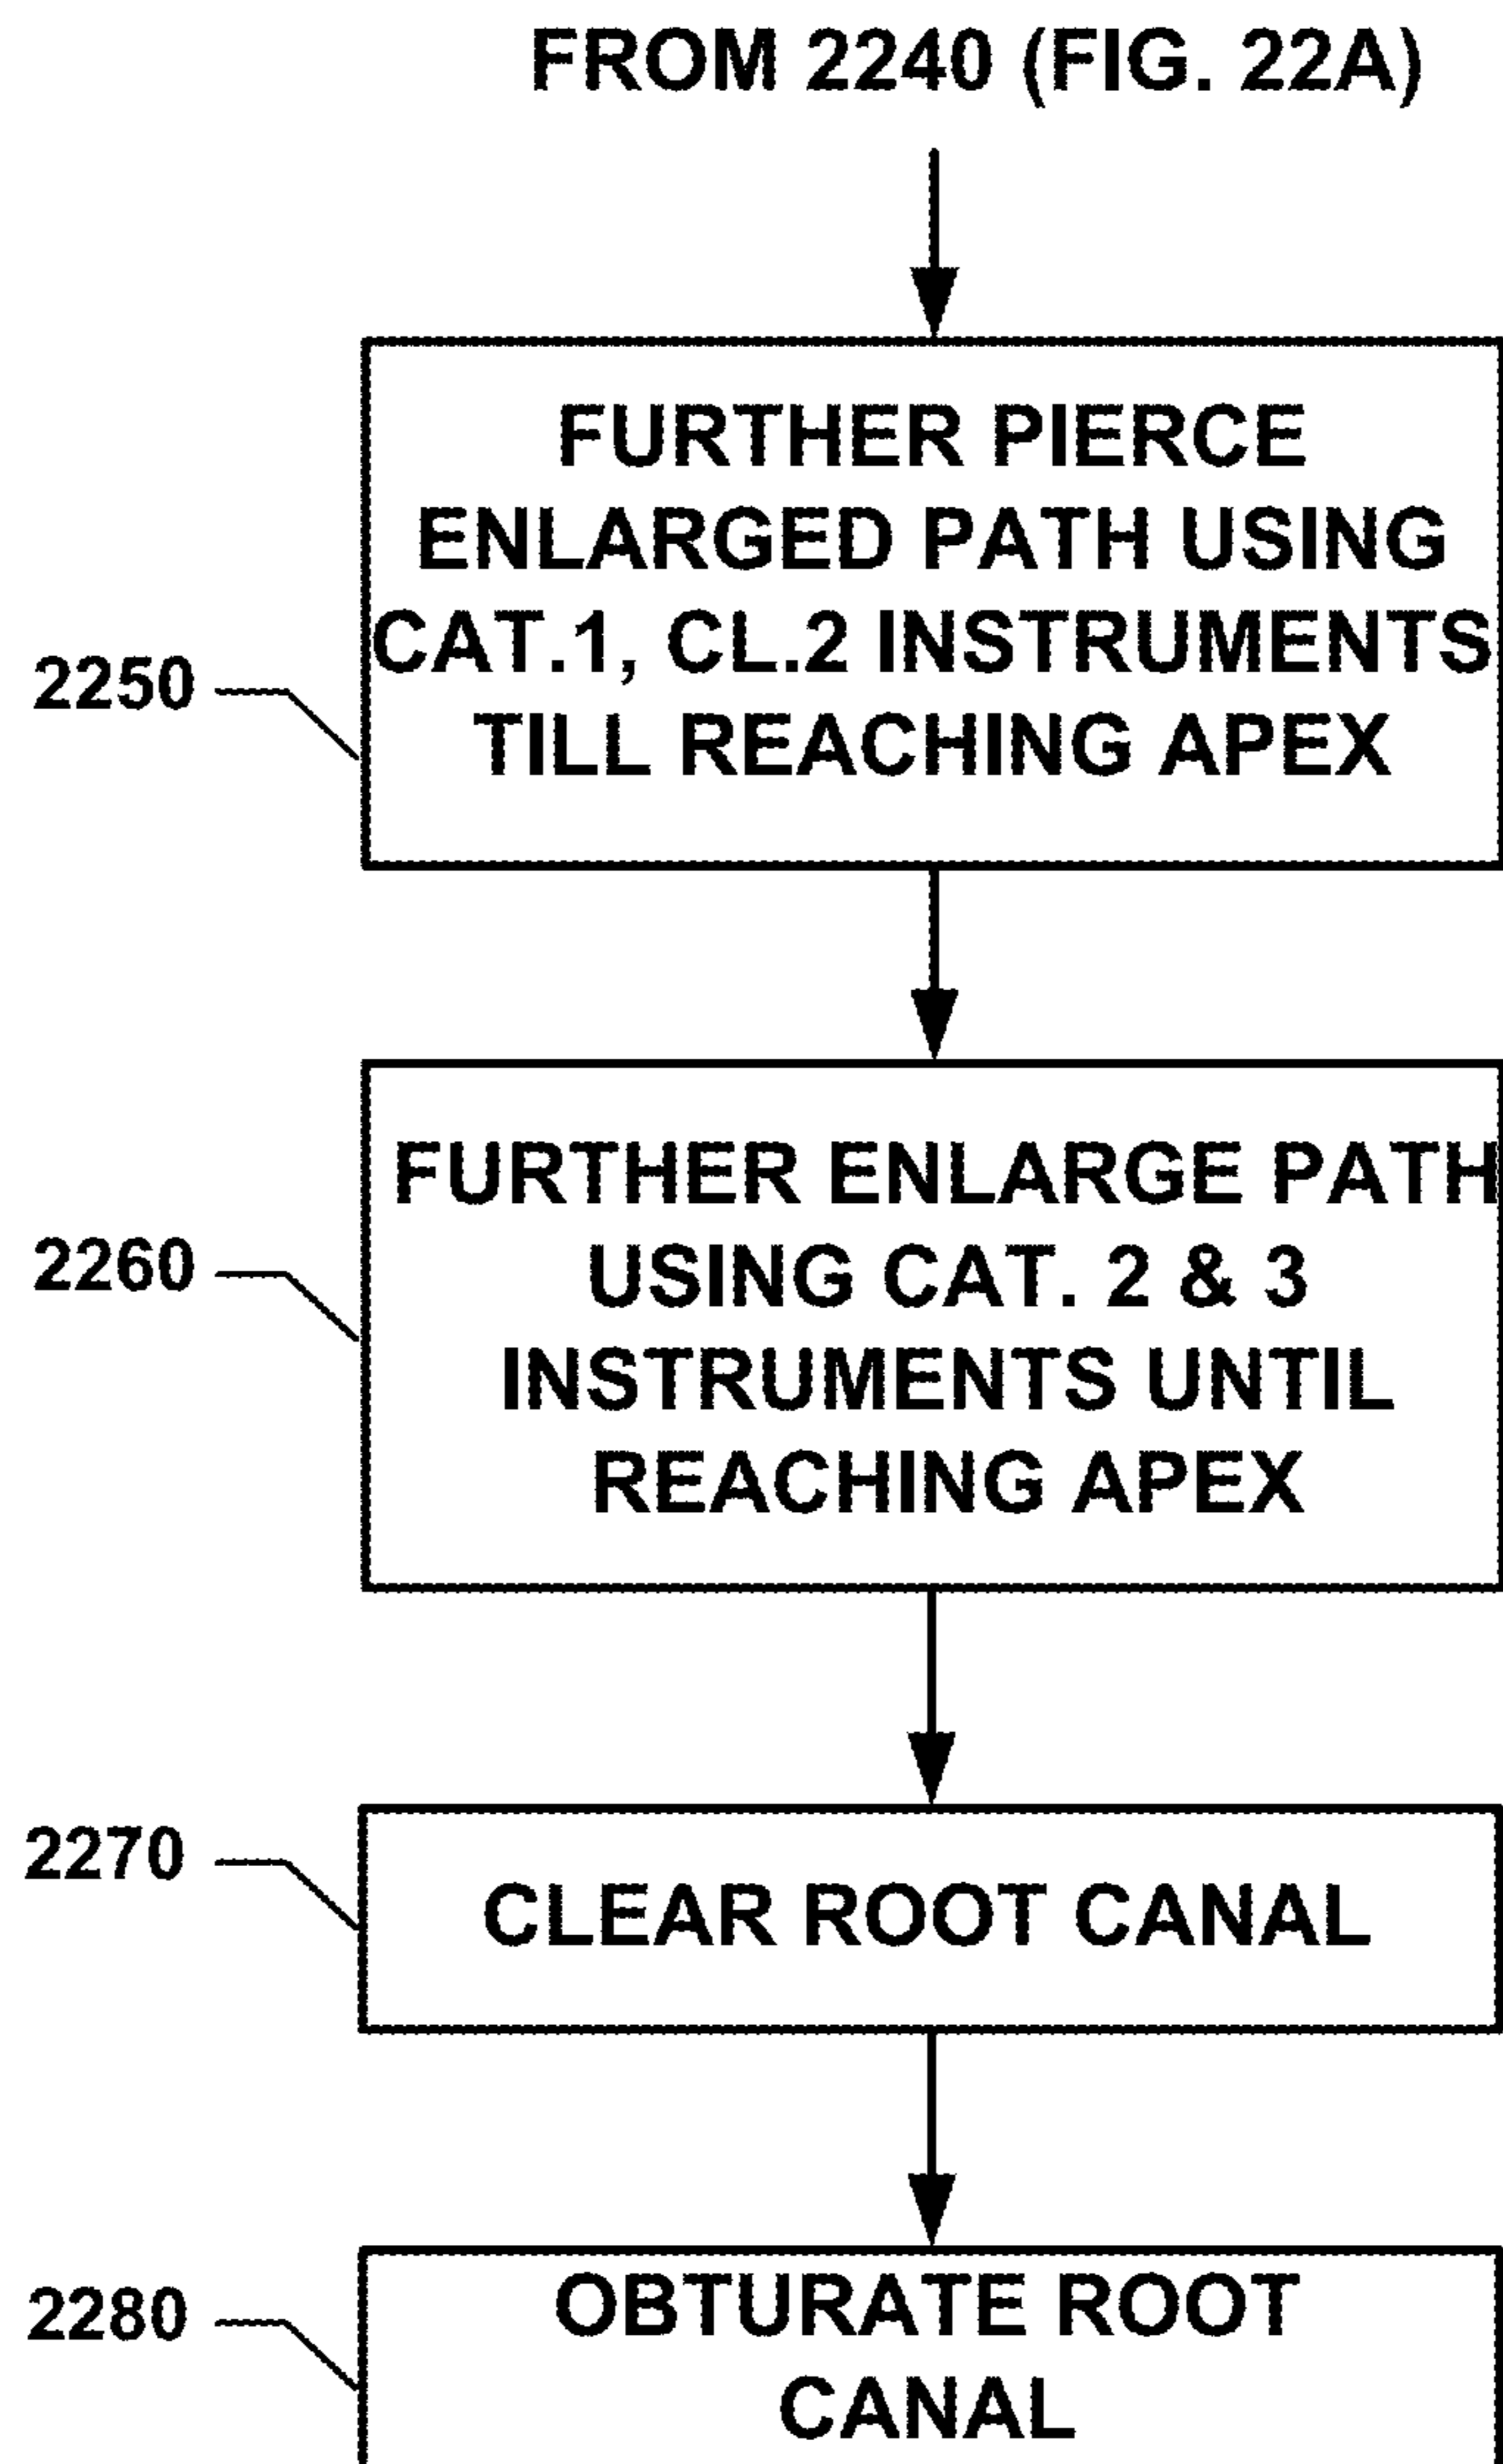 FROM 2240 (FIG. 22A)
FURTHER PIERCE
ENLARGED PATH USING
CAT.1, CL.2 INSTRUMENTS
TILL REACHING APEX
2250
FURTHER ENLARGE PATH
USING CAT. 2 & 3
INSTRUMENTS UNTIL
REACHING APEX
2260
CLEAR ROOT CANAL
2270
OBTURATE ROOT
CANAL
2280